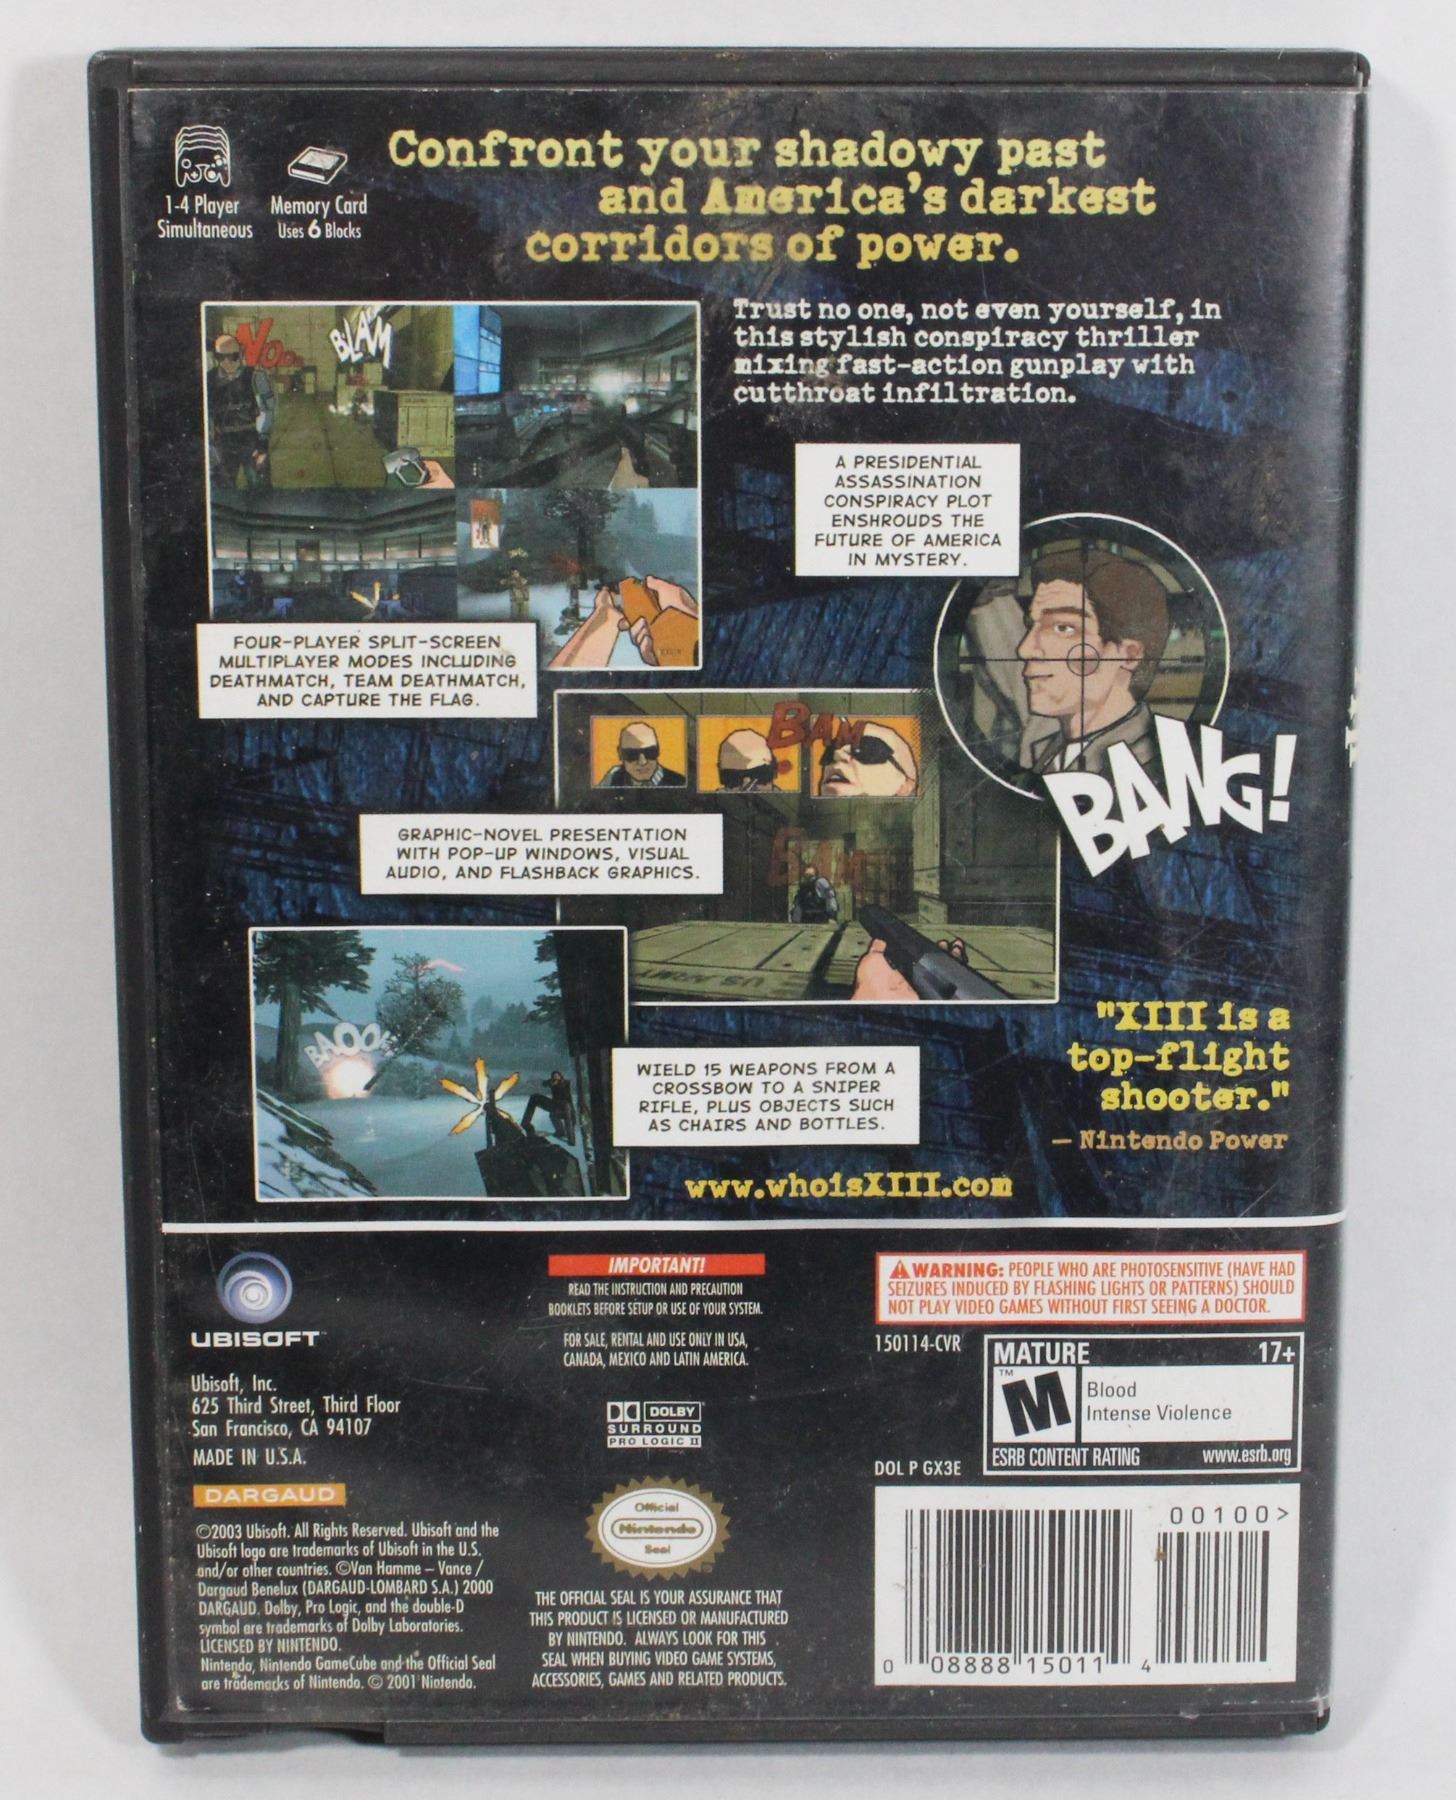 Confront your shadowy past
and America's darkest
corridors of power.
1-4 Player
Simultaneous
Memory Card
Uses 6 Blocks
Trust no one, not even yourself, in
this stylish conspiracy thriller
mixing fast-action gunplay with
cutthroat infiltration.
BLAM
A PRESIDENTIAL
ASSASSINATION
CONSPIRACY PLOT
ENSHROUDS THE
FUTURE OF AMERICA
IN MYSTERY.
FOUR-PLAYER SPLIT-SCREEN
MULTIPLAYER MODES INCLUDING
DEATHMATCH, TEAM DEATHMATCH,
AND CAPTURE THE FLAG.
BAM
BANG!
GRAPHIC-NOVEL PRESENTATION
WITH POP-UP WINDOWS, VISUAL
AUDIO, AND FLASHBACK GRAPHICS.
BAM
US ARMY
WIELD 15 WEAPONS FROM A
CROSSBOW TO A SNIPER
RIFLE, PLUS OBJECTS SUCH
AS CHAIRS AND BOTTLES.
"XIII is a
top-flight
shooter."
– Nintendo Power
www.whoisXIII.com
UBISOFT™
Ubisoft, Inc.
625 Third Street, Third Floor
San Francisco, CA 94107
MADE IN U.S.A.
DARGAUD
©2003 Ubisoft. All Rights Reserved. Ubisoft and the
Ubisoft logo are trademarks of Ubisoft in the U.S.
and/or other countries. ©Van Hamme – Vance /
Dargaud Benelux (DARGAUD-LOMBARD S.A.) 2000
DARGAUD. Dolby, Pro Logic, and the double-D
symbol are trademarks of Dolby Laboratories.
LICENSED BY NINTENDO.
Nintendo, Nintendo GameCube and the Official Seal
are trademarks of Nintendo. © 2001 Nintendo.
IMPORTANT!
READ THE INSTRUCTION AND PRECAUTION
BOOKLETS BEFORE SETUP OR USE OF YOUR SYSTEM.
FOR SALE, RENTAL AND USE ONLY IN USA,
CANADA, MEXICO AND LATIN AMERICA.
DOLBY
SURROUND
PRO LOGIC II
Official
Nintendo
Seal
THE OFFICIAL SEAL IS YOUR ASSURANCE THAT
THIS PRODUCT IS LICENSED OR MANUFACTURED
BY NINTENDO. ALWAYS LOOK FOR THIS
SEAL WHEN BUYING VIDEO GAME SYSTEMS,
ACCESSORIES, GAMES AND RELATED PRODUCTS.
WARNING: PEOPLE WHO ARE PHOTOSENSITIVE (HAVE HAD
SEIZURES INDUCED BY FLASHING LIGHTS OR PATTERNS) SHOULD
NOT PLAY VIDEO GAMES WITHOUT FIRST SEEING A DOCTOR.
150114-CVR
MATURE 17+
M™
Blood
Intense Violence
ESRB CONTENT RATING www.esrb.org
DOL P GX3E
00100>
0 08888 15011 4